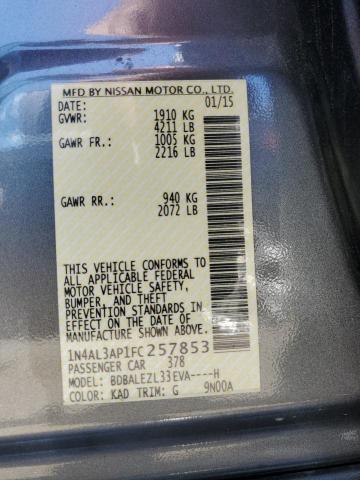 MFD BY NISSAN MOTOR CO., LTD.
DATE: 01/15
GVWR: 1910 KG
4211 LB
GAWR FR.: 1005 KG
2216 LB
GAWR RR.: 940 KG
2072 LB
THIS VEHICLE CONFORMS TO
ALL APPLICABLE FEDERAL
MOTOR VEHICLE SAFETY,
BUMPER, AND THEFT
PREVENTION STANDARDS IN
EFFECT ON THE DATE OF
MANUFACTURE SHOWN ABOVE.
1N4AL3AP1FC257853
PASSENGER CAR 378
MODEL: BDBALEZL33EVA----H
COLOR: KAD TRIM: G 9N00A